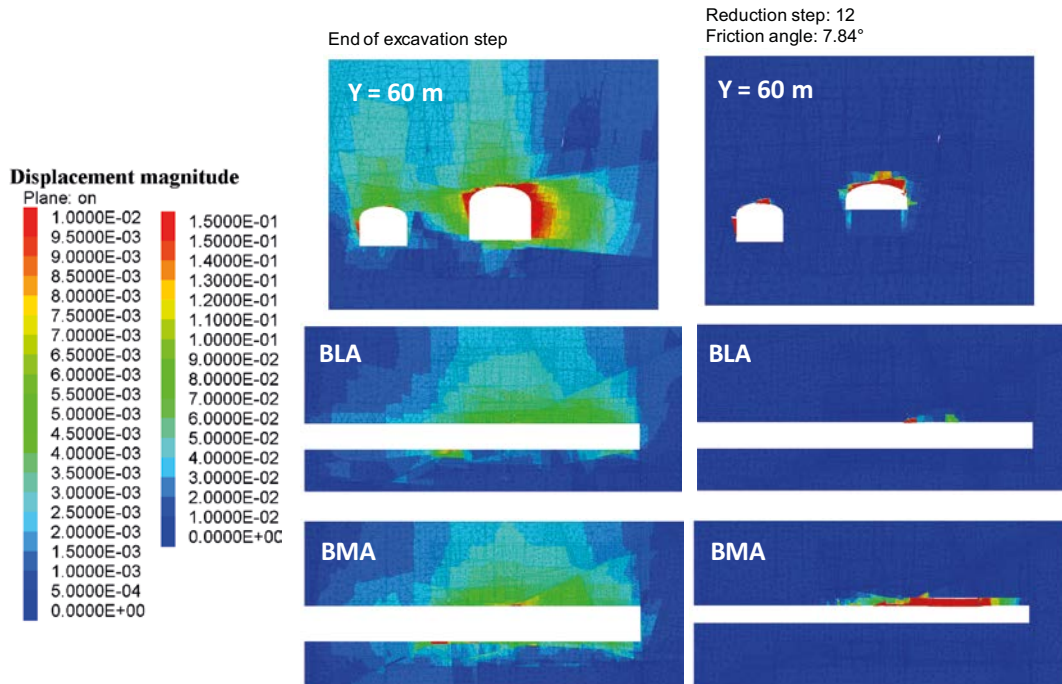 End of excavation step
Reduction step: 12
Friction angle: 7.84°
Y = 60 m
Y = 60 m
Displacement magnitude
Plane: on
1.0000E-02
9.5000E-03
9.0000E-03
8.5000E-03
8.0000E-03
7.5000E-03
7.0000E-03
6.5000E-03
6.0000E-03
5.5000E-03
5.0000E-03
4.5000E-03
4.0000E-03
3.5000E-03
3.0000E-03
2.5000E-03
2.0000E-03
1.5000E-03
1.0000E-03
5.0000E-04
0.0000E+00
1.5000E-01
1.5000E-01
1.4000E-01
1.3000E-01
1.2000E-01
1.1000E-01
1.0000E-01
9.0000E-02
8.0000E-02
7.0000E-02
6.0000E-02
5.0000E-02
4.0000E-02
3.0000E-02
2.0000E-02
1.0000E-02
0.0000E+00
BLA
BLA
BMA
BMA